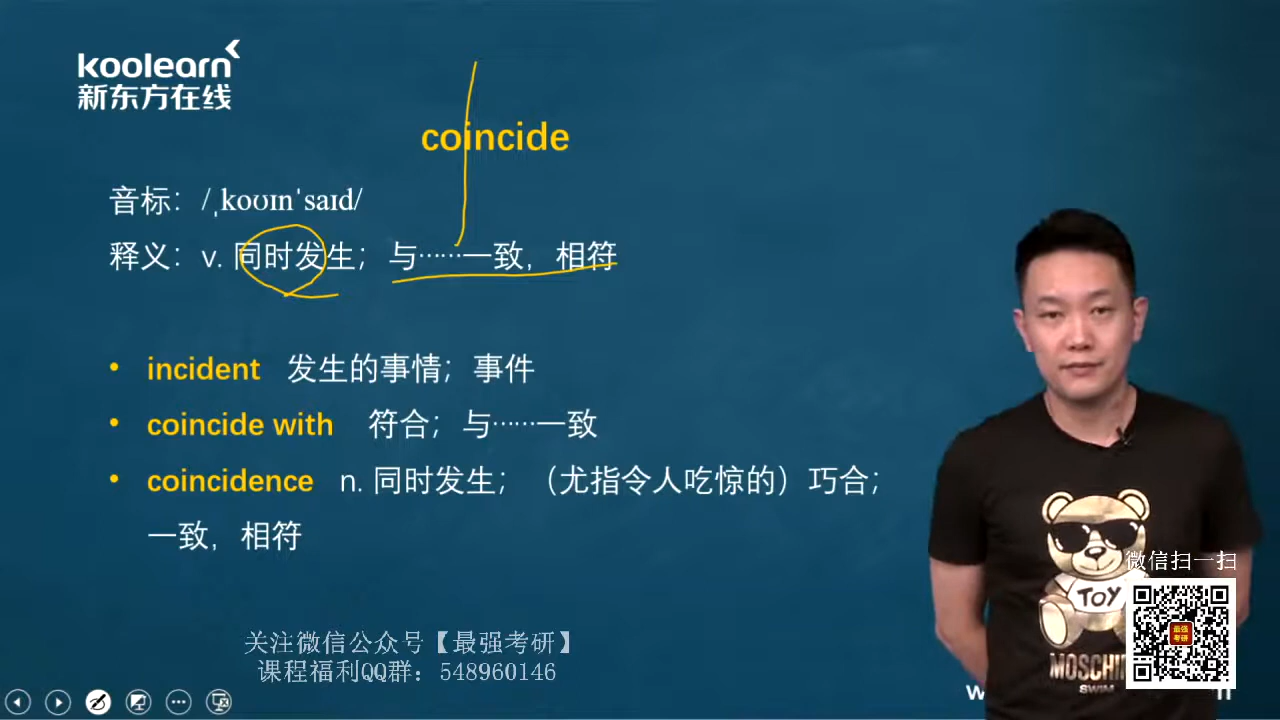 koolearn
新东方在线
coincide
音标：/ˌkoʊɪnˈsaɪd/
释义：v. 同时发生；与……一致，相符
• incident 发生的事情；事件
• coincide with 符合；与……一致
• coincidence n. 同时发生；（尤指令人吃惊的）巧合；
一致，相符
TOY
SWIM
微信扫一扫
最强
考研
关注微信公众号【最强考研】
课程福利QQ群：548960146